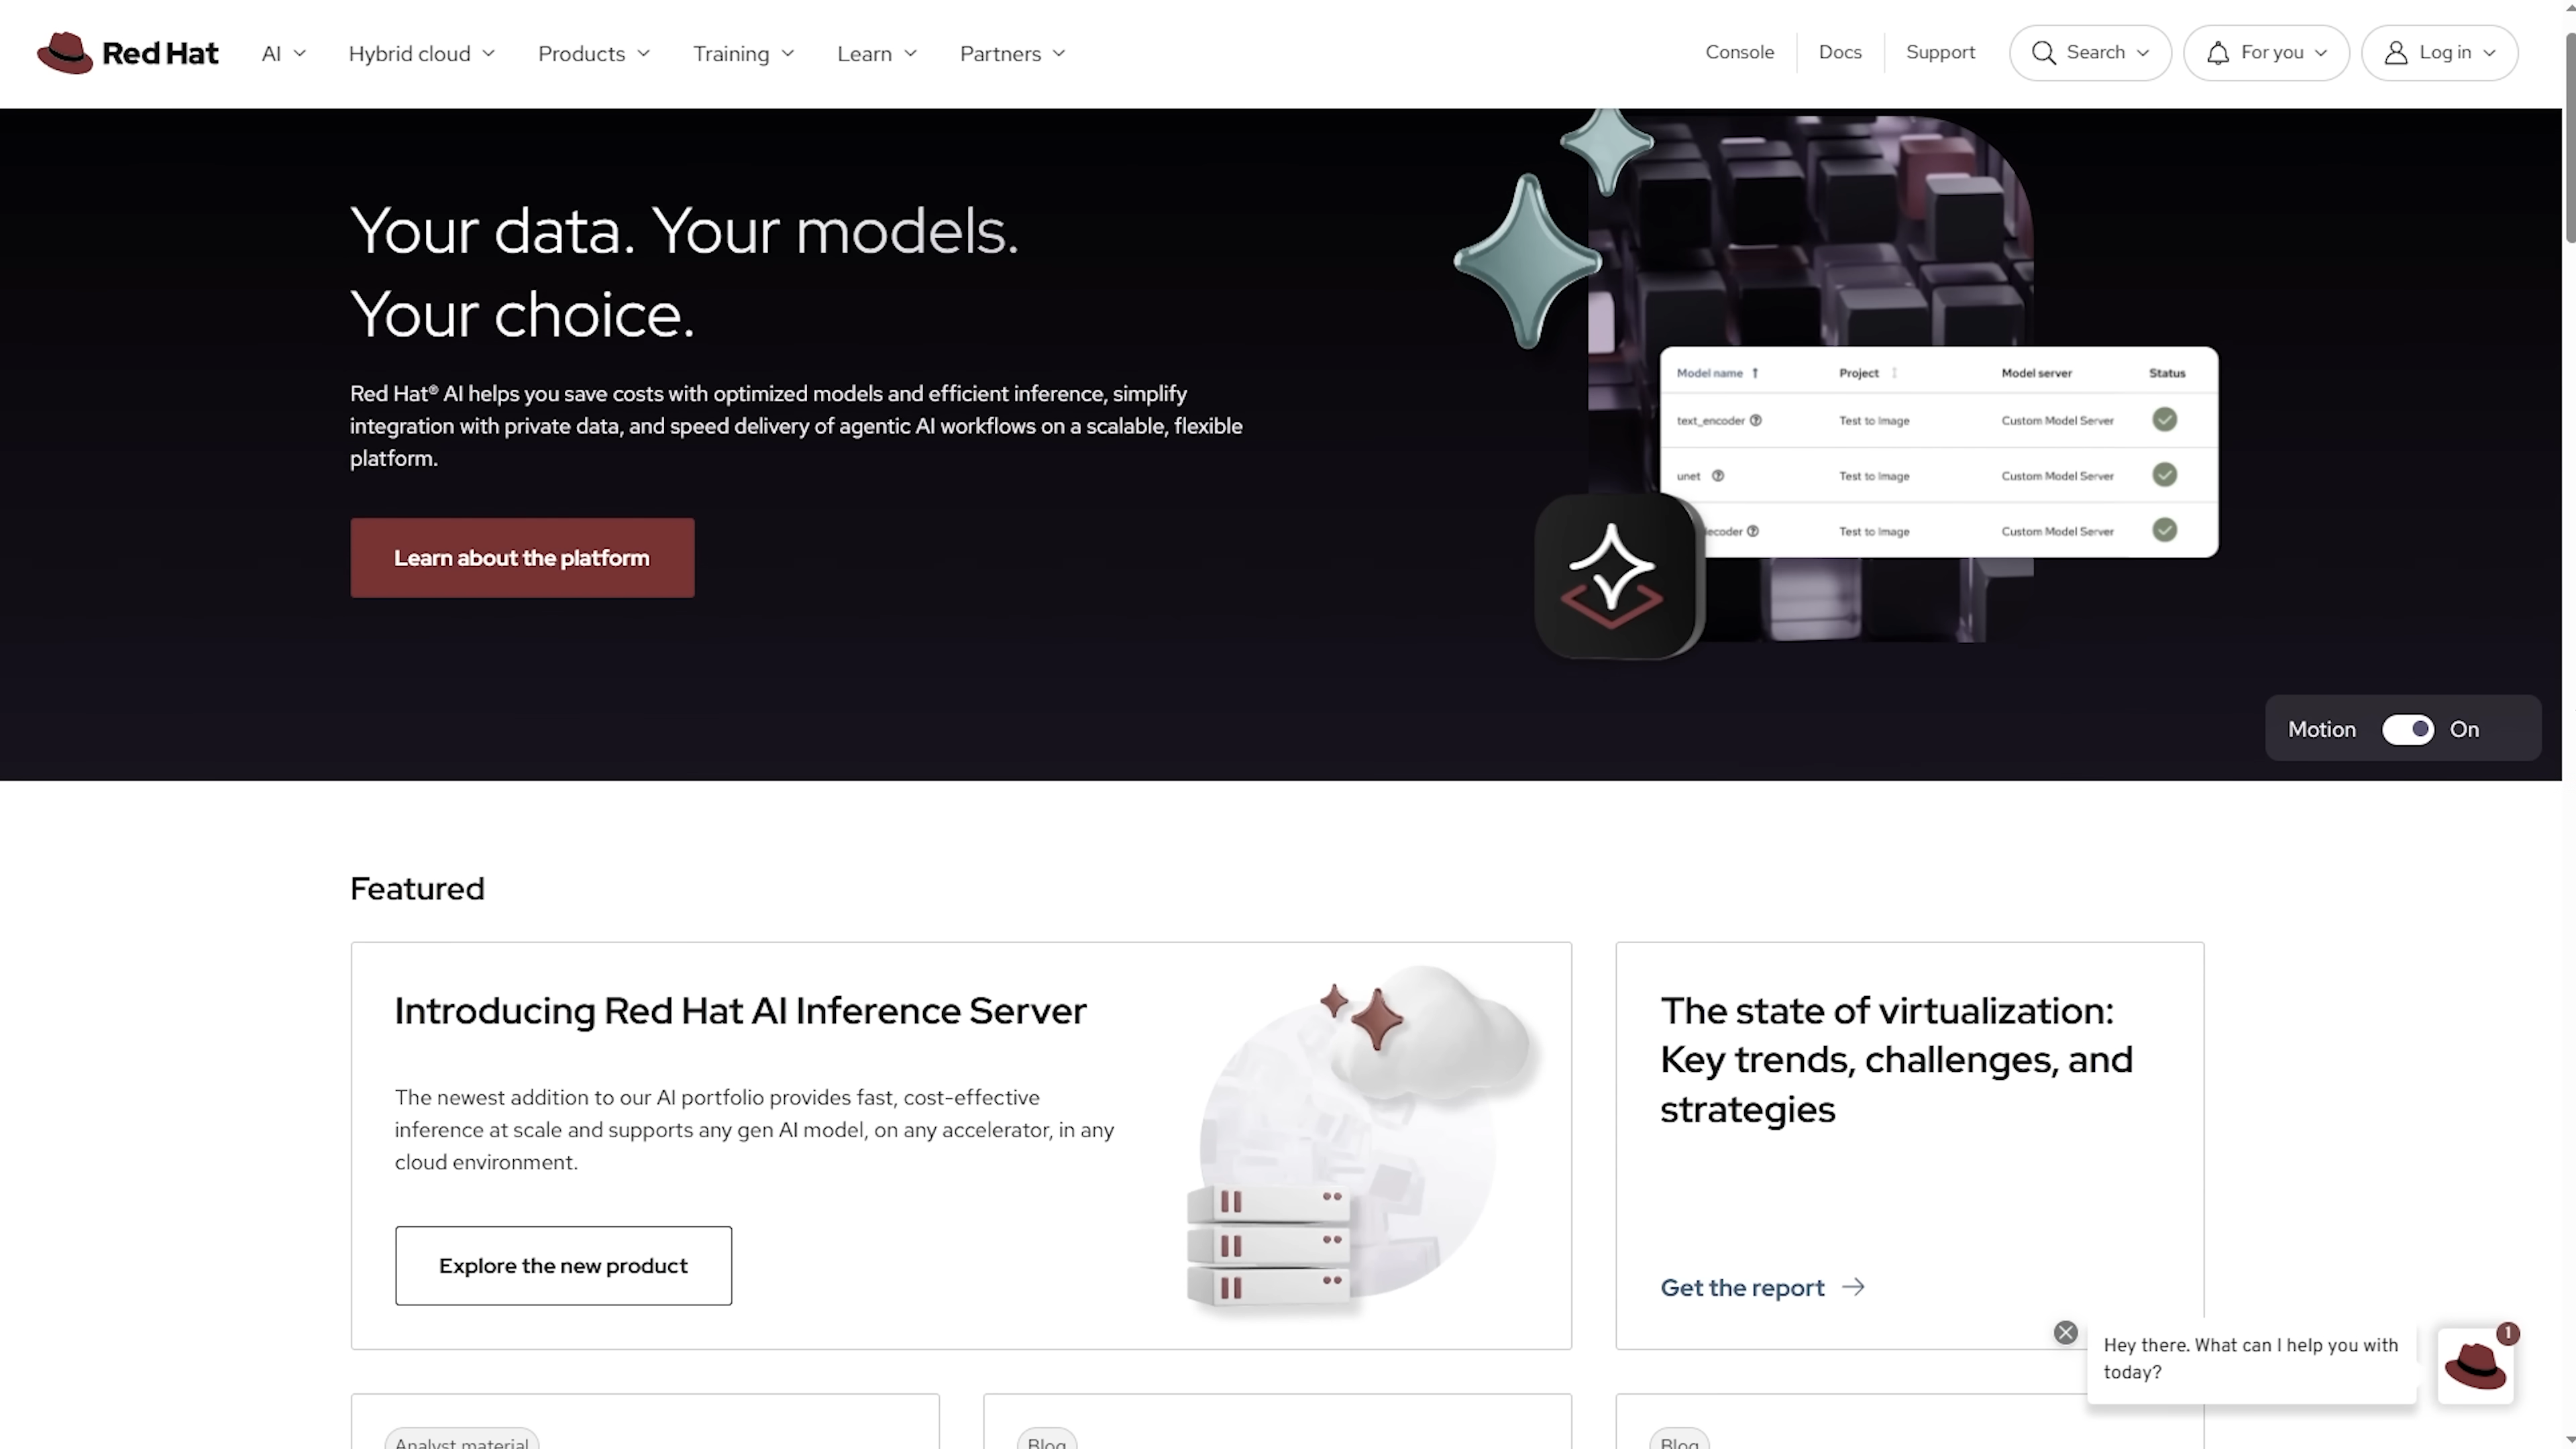 Red Hat
AI
Hybrid cloud
Products
Training
Learn
Partners
Console
Docs
Support
Search
For you
Log in
Your data. Your models.
Your choice.
Red Hat® AI helps you save costs with optimized models and efficient inference, simplify
integration with private data, and speed delivery of agentic AI workflows on a scalable, flexible
platform.
Learn about the platform
Model name Project Model server Status
text_encoder Test to Image Custom Model Server
unet Test to Image Custom Model Server
ecoder Test to Image Custom Model Server
Motion On
Featured
Introducing Red Hat AI Inference Server
The newest addition to our AI portfolio provides fast, cost-effective
inference at scale and supports any gen AI model, on any accelerator, in any
cloud environment.
Explore the new product
The state of virtualization:
Key trends, challenges, and
strategies
Get the report
Hey there. What can I help you with
today?
1
Analyst material
Blog
Blog